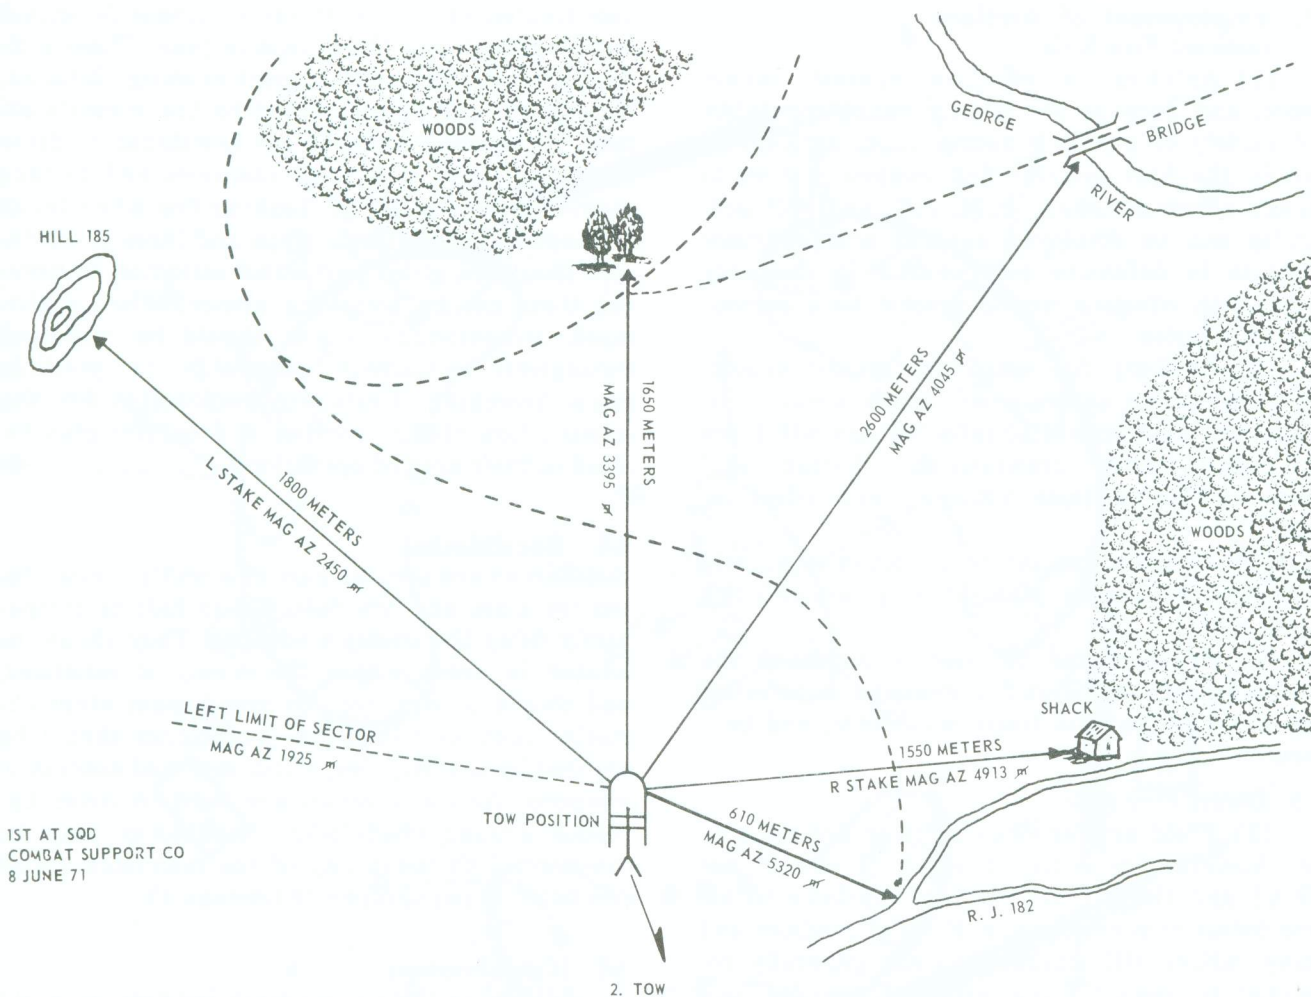 WOODS
GEORGE
BRIDGE
RIVER
HILL 185
1650 METERS
MAG AZ 3395 ₥
2600 METERS
MAG AZ 4045 ₥
1800 METERS
L STAKE MAG AZ 2450 ₥
WOODS
LEFT LIMIT OF SECTOR
MAG AZ 1925 ₥
SHACK
1550 METERS
R STAKE MAG AZ 4913 ₥
TOW POSITION
610 METERS
MAG AZ 5320 ₥
1ST AT SQD
COMBAT SUPPORT CO
8 JUNE 71
R. J. 182
2. TOW